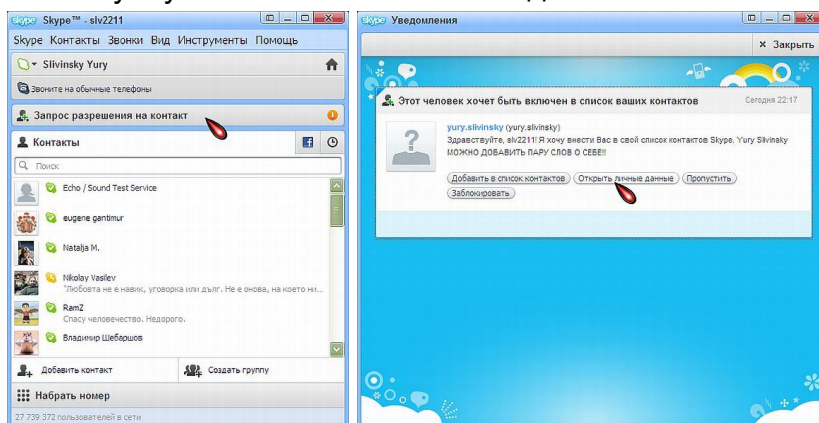 Skype™ - slv2211
Skype Контакты Звонки Вид Инструменты Помощь
Slivinsky Yury
Звоните на обычные телефоны
Запрос разрешения на контакт
1
Контакты
Поиск
Echo / Sound Test Service
eugene gantimur
Natalja M.
Nikolay Vasilev
"Любовта не е навик, уговорка или дълг. Не е онова, на което ни...
RamZ
Спасу человечество. Недорого.
Владимир Шебаршов
Добавить контакт
Создать группу
Набрать номер
27 739 372 пользователей в сети
Уведомления
× Закрыть
Этот человек хочет быть включен в список ваших контактов
Сегодня 22:17
yury.slivinsky (yury.slivinsky)
Здравствуйте, slv2211! Я хочу внести Вас в свой список контактов Skype. Yury Slivinsky
МОЖНО ДОБАВИТЬ ПАРУ СЛОВ О СЕБЕ!!!
Добавить в список контактов
Открыть личные данные
Пропустить
Заблокировать